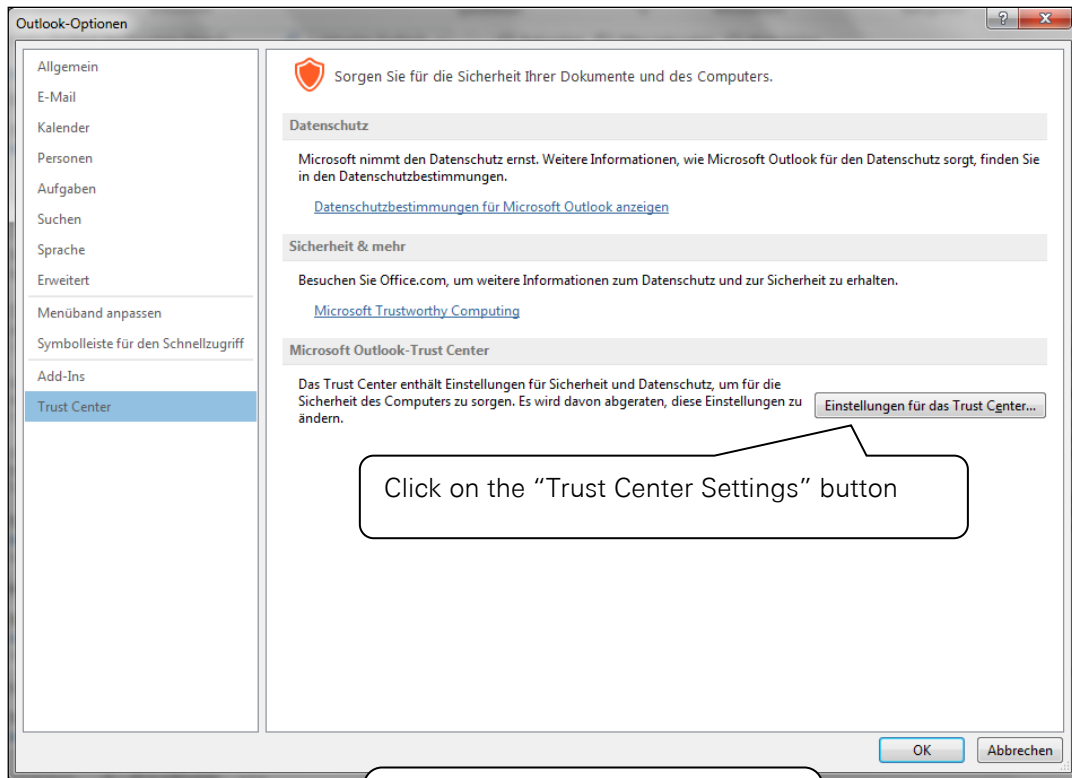 Outlook-Optionen
Allgemein
E-Mail
Kalender
Personen
Aufgaben
Suchen
Sprache
Erweitert
Menüband anpassen
Symbolleiste für den Schnellzugriff
Add-Ins
Trust Center
Sorgen Sie für die Sicherheit Ihrer Dokumente und des Computers.
Datenschutz
Microsoft nimmt den Datenschutz ernst. Weitere Informationen, wie Microsoft Outlook für den Datenschutz sorgt, finden Sie
in den Datenschutzbestimmungen.
Datenschutzbestimmungen für Microsoft Outlook anzeigen
Sicherheit & mehr
Besuchen Sie Office.com, um weitere Informationen zum Datenschutz und zur Sicherheit zu erhalten.
Microsoft Trustworthy Computing
Microsoft Outlook-Trust Center
Das Trust Center enthält Einstellungen für Sicherheit und Datenschutz, um für die
Sicherheit des Computers zu sorgen. Es wird davon abgeraten, diese Einstellungen zu
ändern.
Einstellungen für das Trust Center...
Click on the “Trust Center Settings” button
OK
Abbrechen